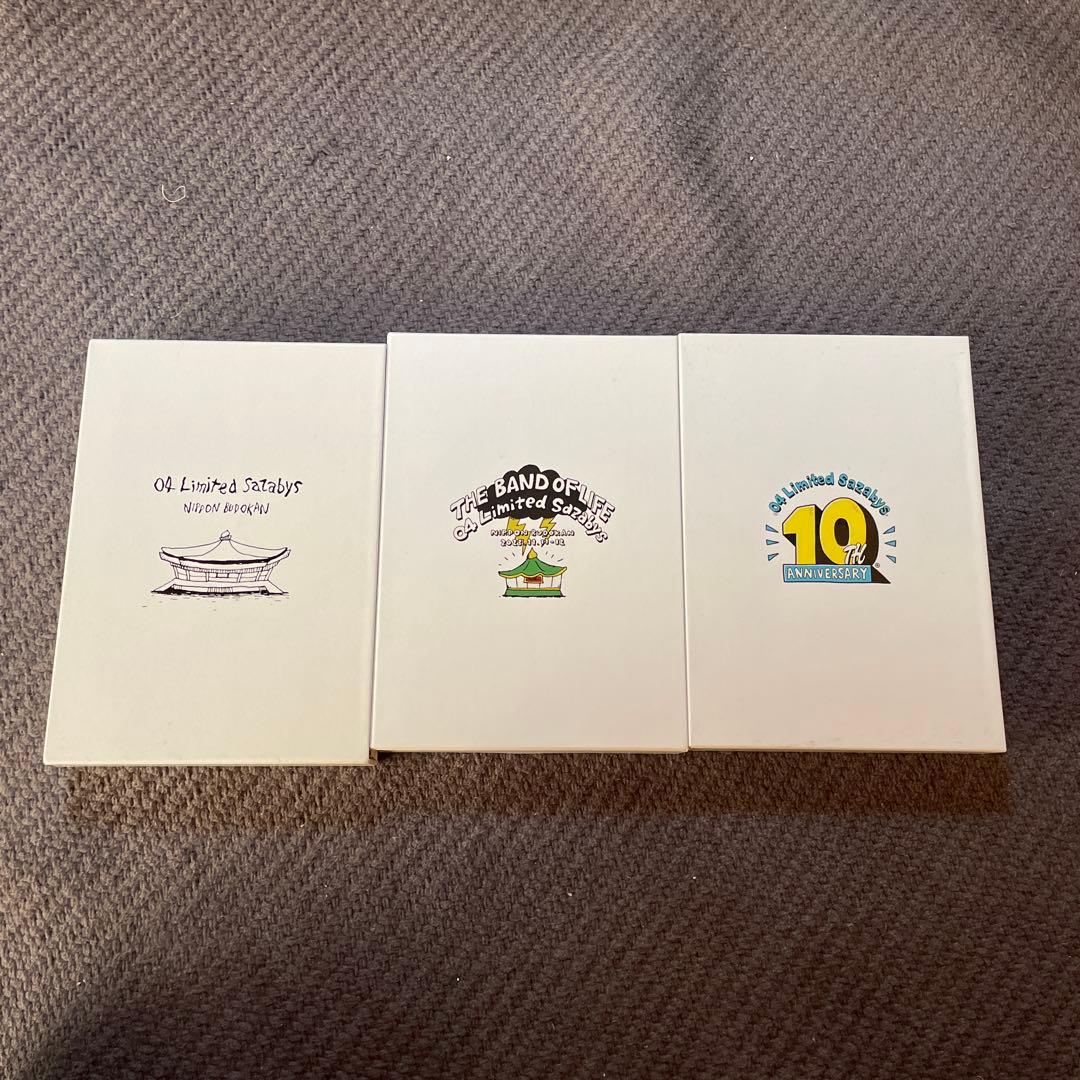 04 Limited Sazabys
NIPPON BUDOKAN
THE BAND OF LIFE
04 Limited Sazabys
NIPPON BUDOKAN
04 Limited Sazabys
10TH
ANNIVERSARY